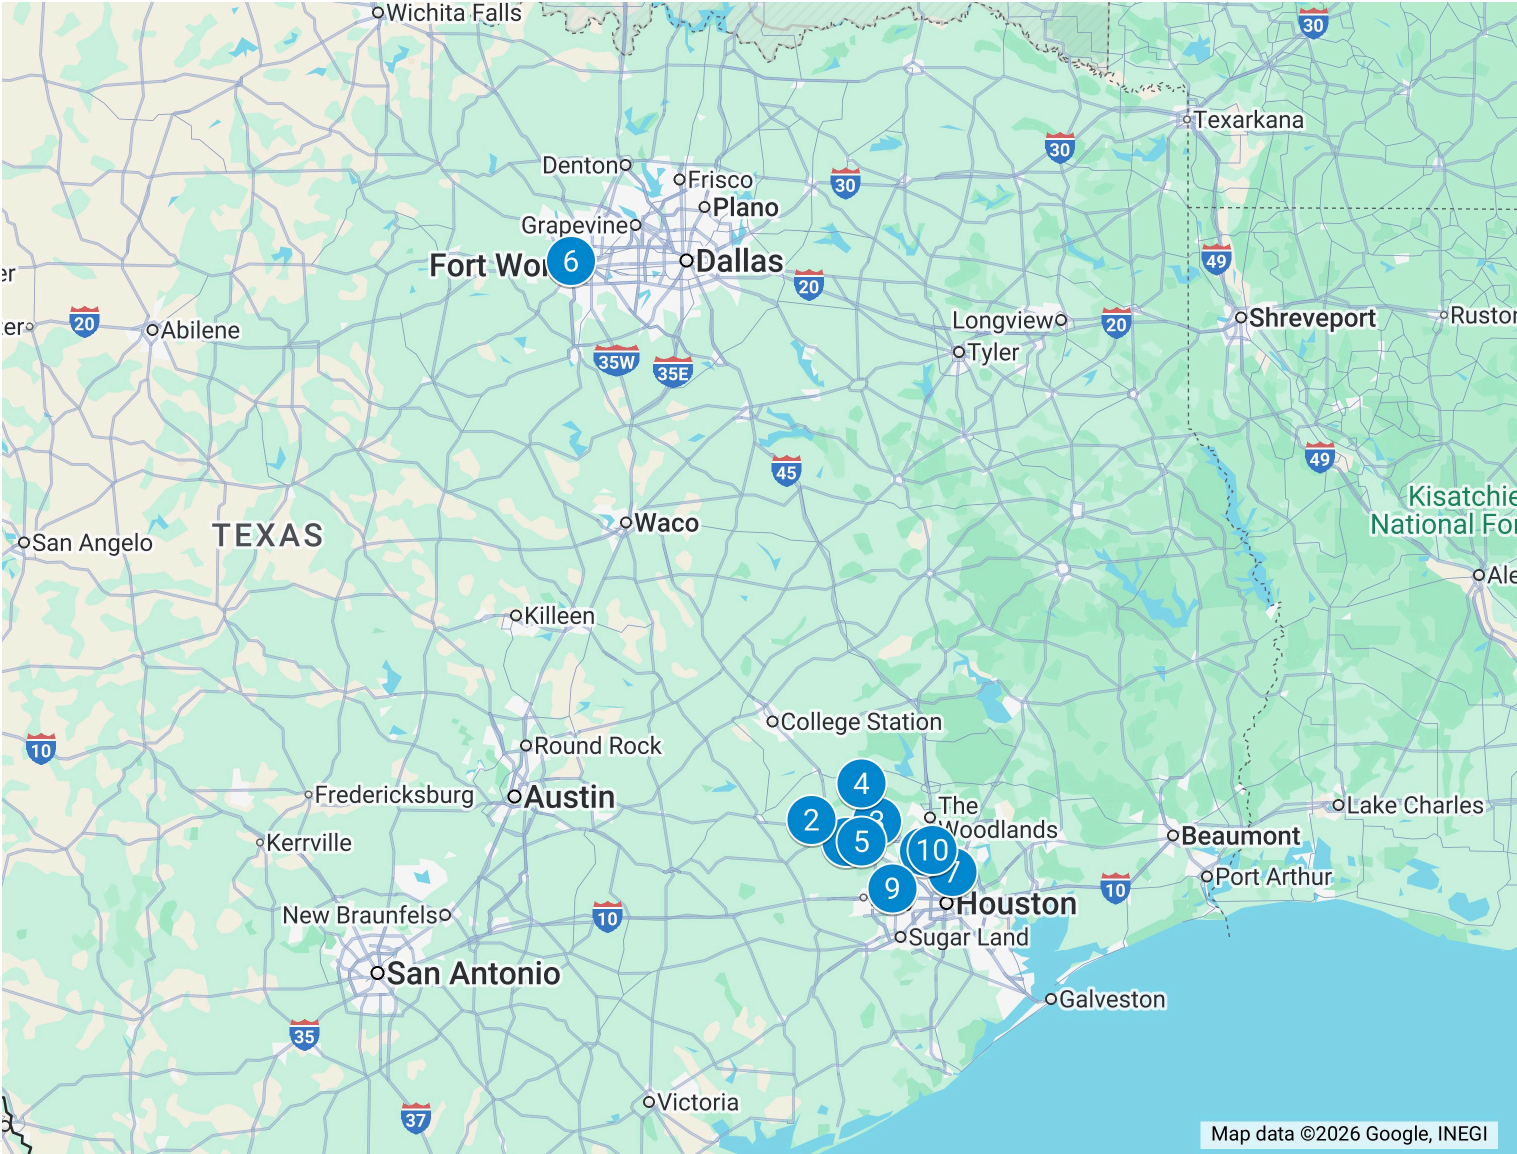 Wichita Falls
30
Texarkana
30
Denton
Frisco
30
Plano
Grapevine
Fort Wor
6
Dallas
49
er
20
20
Abilene
ter
Longview
20
Shreveport
Ruston
Tyler
35W
35E
45
49
Kisatchie
National For
Waco
TEXAS
San Angelo
Ale
Killeen
College Station
10
Round Rock
4
Fredericksburg
Austin
2
The
Woodlands
Lake Charles
Beaumont
Kerrville
5
10
7
9
10
Port Arthur
Houston
New Braunfels
10
Sugar Land
San Antonio
Galveston
35
Victoria
37
Map data ©2026 Google, INEGI